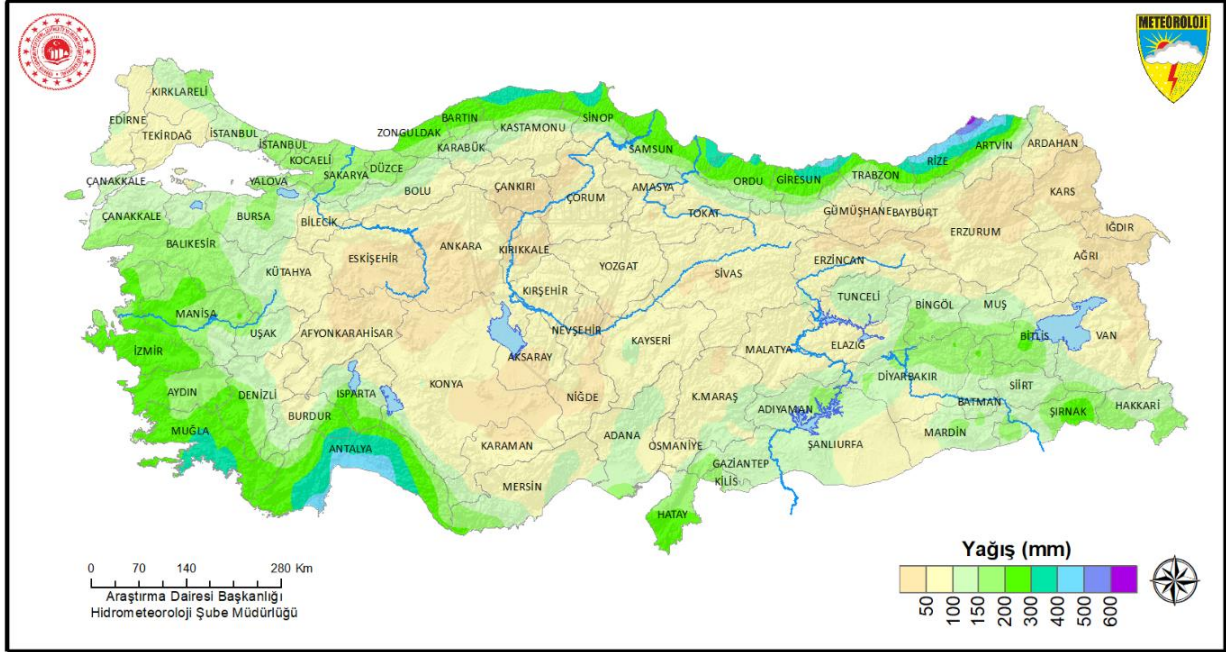 METEOROLOJİ
KIRKLARELİ
EDİRNE
TEKİRDAĞ
İSTANBUL
İSTANBUL
KOCAELİ
YALOVA
SAKARYA
DÜZCE
ZONGULDAK
BARTIN
KARABÜK
KASTAMONU
SİNOP
SAMSUN
ORDU
GİRESUN
TRABZON
RİZE
ARTVİN
ARDAHAN
ÇANAKKALE
ÇANAKKALE
BALIKESİR
BURSA
BİLECİK
BOLU
ÇANKIRI
ÇORUM
AMASYA
TOKAT
GÜMÜŞHANE
BAYBURT
ERZURUM
KARS
IĞDIR
AĞRI
KÜTAHYA
ESKİŞEHİR
ANKARA
KIRIKKALE
YOZGAT
SİVAS
ERZİNCAN
TUNCELİ
BİNGÖL
MUŞ
BİTLİS
VAN
MANİSA
UŞAK
AFYONKARAHİSAR
KIRŞEHİR
NEVŞEHİR
KAYSERİ
MALATYA
ELAZIĞ
DİYARBAKIR
SİİRT
BATMAN
ŞIRNAK
HAKKARİ
İZMİR
AYDIN
DENİZLİ
BURDUR
ISPARTA
KONYA
AKSARAY
NİĞDE
K.MARAŞ
ADIYAMAN
ŞANLIURFA
MARDİN
MUĞLA
ANTALYA
KARAMAN
MERSİN
ADANA
OSMANİYE
GAZİANTEP
KİLİS
HATAY
0 70 140 280 Km
Araştırma Dairesi Başkanlığı
Hidrometeoroloji Şube Müdürlüğü
Yağış (mm)
50 100 150 200 300 400 500 600